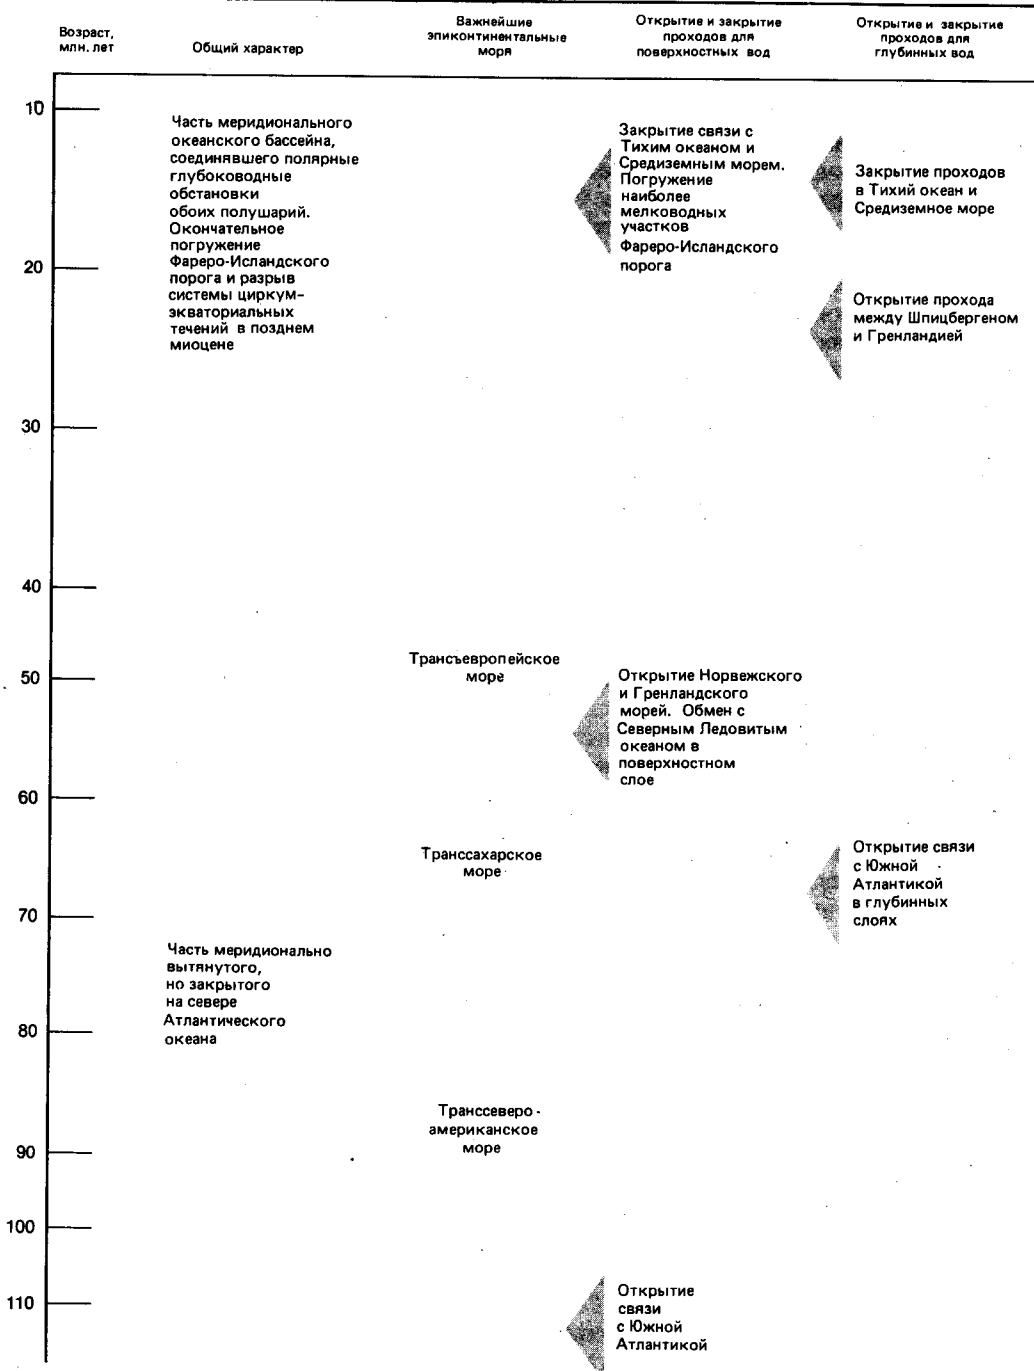 Возраст,
млн. лет
Общий характер
Важнейшие
эпиконтинентальные
моря
Открытие и закрытие
проходов для
поверхностных вод
Открытие и закрытие
проходов для
глубинных вод
10
Часть меридионального
океанского бассейна,
соединявшего полярные
глубоководные
обстановки
обоих полушарий.
Окончательное
погружение
Фареро-Исландского
порога и разрыв
системы циркум-
экваториальных
течений в позднем
миоцене
Закрытие связи с
Тихим океаном и
Средиземным морем.
Погружение
наиболее
мелководных
участков
Фареро-Исландского
порога
Закрытие проходов
в Тихий океан и
Средиземное море
20
Открытие прохода
между Шпицбергеном
и Гренландией
30
40
50
Трансъевропейское
море
Открытие Норвежского
и Гренландского
морей. Обмен с
Северным Ледовитым
океаном в
поверхностном
слое
60
Транссахарское
море
Открытие связи
с Южной
Атлантикой
в глубинных
слоях
70
Часть меридионально
вытянутого,
но закрытого
на севере
Атлантического
океана
80
Транссеверо-
американское
море
90
100
110
Открытие
связи
с Южной
Атлантикой